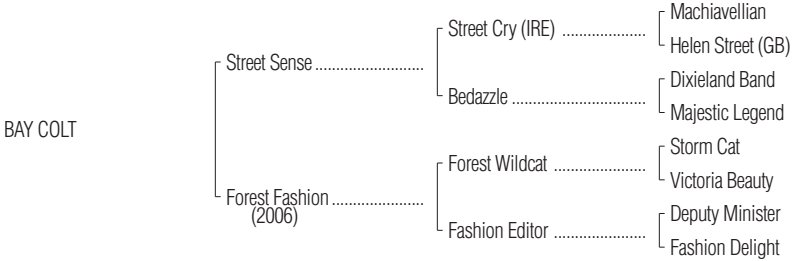 Machiavellian
Street Cry (IRE) ....................
Helen Street (GB)
Street Sense ..........................
Dixieland Band
Bedazzle ................................
Majestic Legend
BAY COLT
Storm Cat
Forest Wildcat ......................
Victoria Beauty
Forest Fashion ......................
(2006)
Deputy Minister
Fashion Editor ......................
Fashion Delight